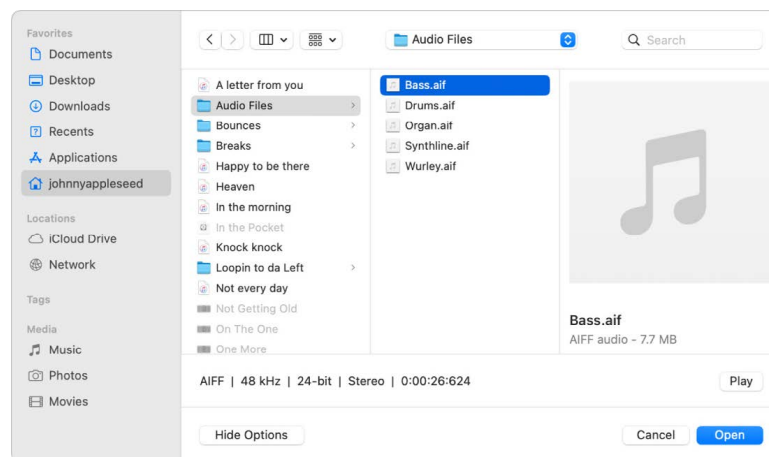 Favorites
Documents
Desktop
Downloads
Recents
Applications
johnnyappleseed
Locations
iCloud Drive
Network
Tags
Media
Music
Photos
Movies
Audio Files
Search
A letter from you
Audio Files
Bounces
Breaks
Happy to be there
Heaven
In the morning
In the Pocket
Knock knock
Loopin to da Left
Not every day
Not Getting Old
On The One
One More
Bass.aif
Drums.aif
Organ.aif
Synthline.aif
Wurley.aif
Bass.aif
AIFF audio - 7.7 MB
AIFF | 48 kHz | 24-bit | Stereo | 0:00:26:624
Play
Hide Options
Cancel
Open